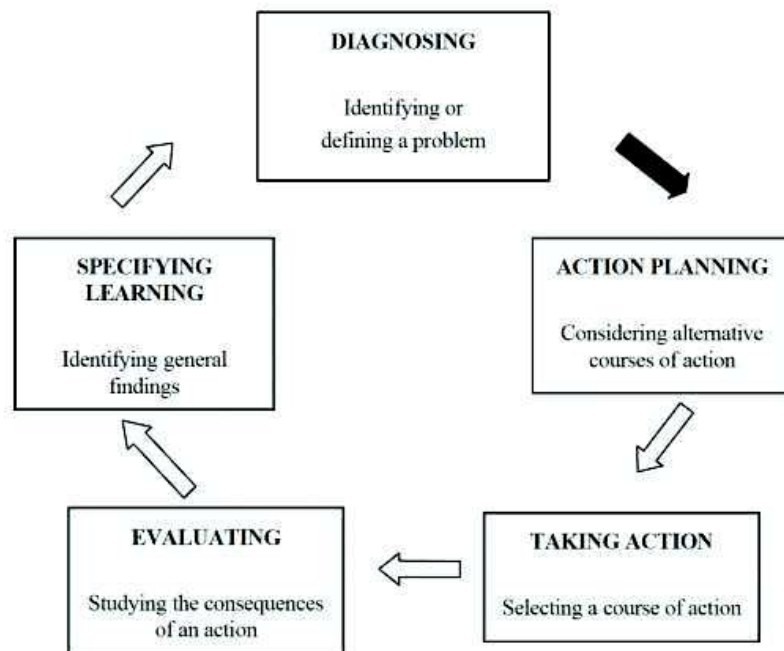 DIAGNOSING
Identifying or
defining a problem
ACTION PLANNING
Considering alternative
courses of action
TAKING ACTION
Selecting a course of action
EVALUATING
Studying the consequences
of an action
SPECIFYING
LEARNING
Identifying general
findings